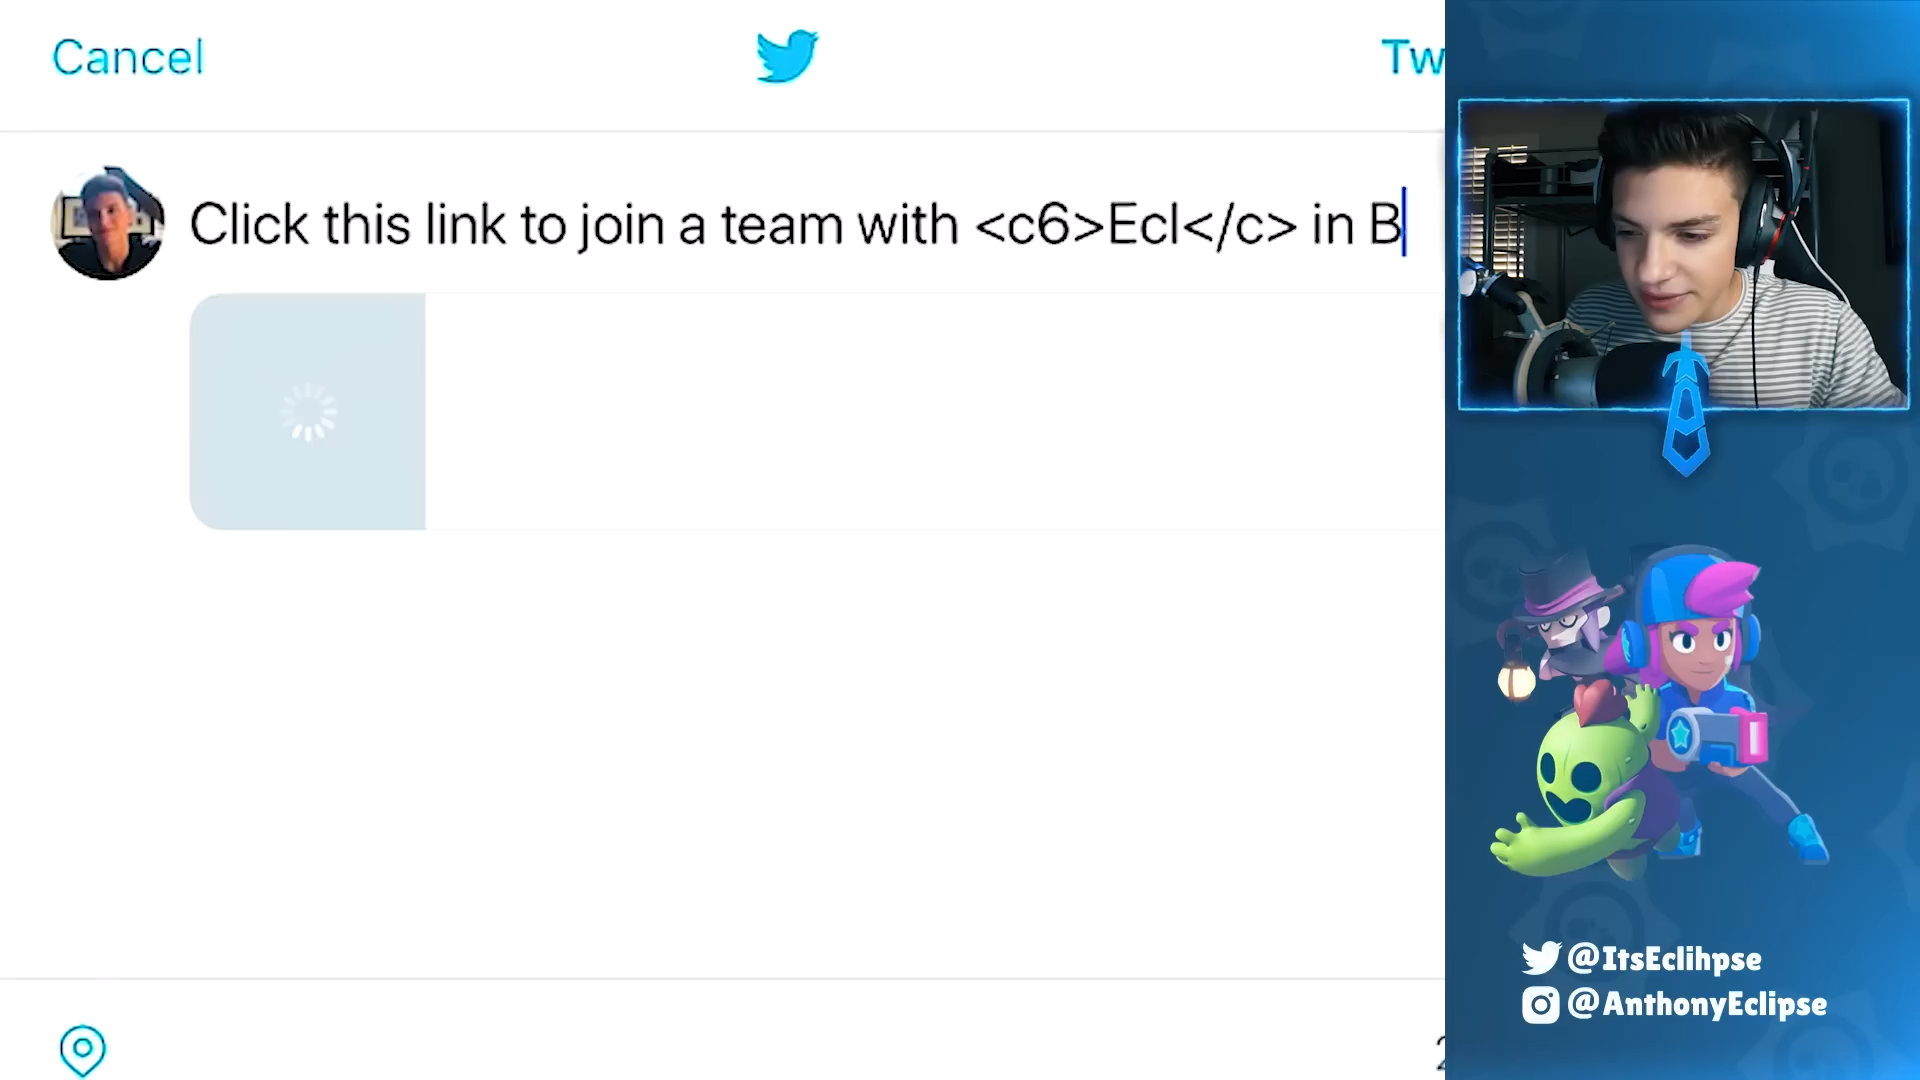 Cancel
Tw
Click this link to join a team with <c6>Ecl</c> in B
@ItsEclihpse
@AnthonyEclipse